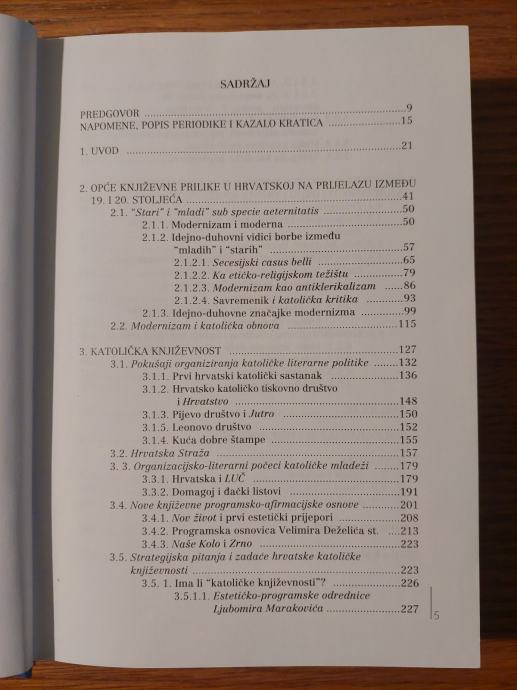 SADRŽAJ
PREDGOVOR ........ 9
NAPOMENE, POPIS PERIODIKE I KAZALO KRATICA ........ 15
1. UVOD ........ 21
2. OPĆE KNJIŽEVNE PRILIKE U HRVATSKOJ NA PRIJELAZU IZMEĐU
19. I 20. STOLJEĆA ........ 41
2.1. "Stari" i "mladi" sub specie aeternitatis ........ 50
2.1.1. Modernizam i moderna ........ 50
2.1.2. Idejno-duhovni vidici borbe između
"mladih" i "starih" ........ 57
2.1.2.1. Secesijski casus belli ........ 65
2.1.2.2. Ka etičko-religijskom težištu ........ 79
2.1.2.3. Modernizam kao antiklerikalizam ........ 86
2.1.2.4. Savremenik i katolička kritika ........ 93
2.1.3. Idejno-duhovne značajke modernizma ........ 99
2.2. Modernizam i katolička obnova ........ 115
3. KATOLIČKA KNJIŽEVNOST ........ 127
3.1. Pokušaji organiziranja katoličke literarne politike ........ 132
3.1.1. Prvi hrvatski katolički sastanak ........ 136
3.1.2. Hrvatsko katoličko tiskovno društvo
i Hrvatstvo ........ 148
3.1.3. Pijevo društvo i Jutro ........ 150
3.1.5. Leonovo društvo ........ 152
3.1.4. Kuća dobre štampe ........ 155
3.2. Hrvatska Straža ........ 157
3. 3. Organizacijsko-literarni počeci katoličke mladeži ........ 179
3.3.1. Hrvatska i LUČ ........ 179
3.3.2. Domagoj i đački listovi ........ 191
3.4. Nove književne programsko-afirmacijske osnove ........ 201
3.4.1. Nov život i prvi estetički prijepori ........ 208
3.4.2. Programska osnovica Velimira Deželića st. ........ 213
3.4.3. Naše Kolo i Zrno ........ 223
3.5. Strategijska pitanja i zadaće hrvatske katoličke
književnosti ........ 223
3.5. 1. Ima li "katoličke književnosti"? ........ 226
3.5.1.1. Estetičko-programske odrednice
Ljubomira Marakovića ........ 227
5